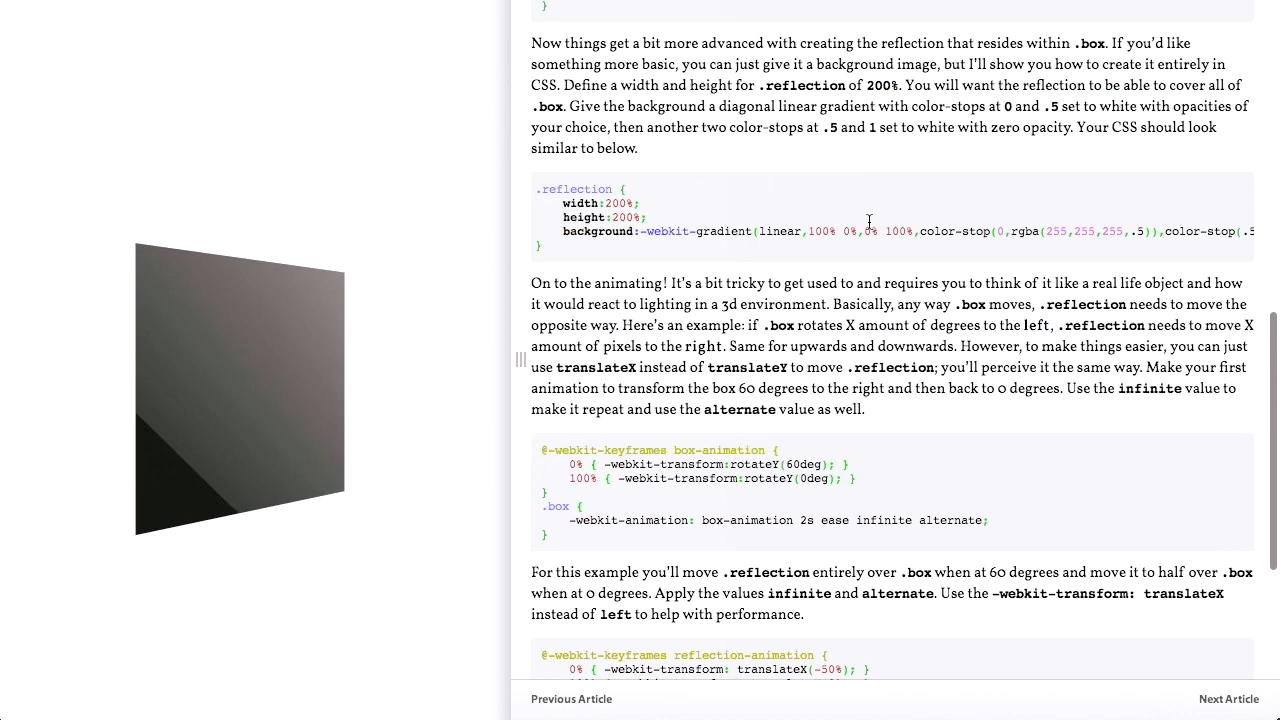 }
Now things get a bit more advanced with creating the reflection that resides within .box. If you'd like
something more basic, you can just give it a background image, but I'll show you how to create it entirely in
CSS. Define a width and height for .reflection of 200%. You will want the reflection to be able to cover all of
.box. Give the background a diagonal linear gradient with color-stops at 0 and .5 set to white with opacities of
your choice, then another two color-stops at .5 and 1 set to white with zero opacity. Your CSS should look
similar to below.
.reflection {
width:200%;
height:200%;
background:-webkit-gradient(linear,100% 0%,0% 100%,color-stop(0,rgba(255,255,255,.5)),color-stop(.5
}
On to the animating! It's a bit tricky to get used to and requires you to think of it like a real life object and how
it would react to lighting in a 3d environment. Basically, any way .box moves, .reflection needs to move the
opposite way. Here's an example: if .box rotates X amount of degrees to the left, .reflection needs to move X
amount of pixels to the right. Same for upwards and downwards. However, to make things easier, you can just
use translateX instead of translateY to move .reflection; you'll perceive it the same way. Make your first
animation to transform the box 60 degrees to the right and then back to 0 degrees. Use the infinite value to
make it repeat and use the alternate value as well.
@-webkit-keyframes box-animation {
0% { -webkit-transform:rotateY(60deg); }
100% { -webkit-transform:rotateY(0deg); }
}
.box {
-webkit-animation: box-animation 2s ease infinite alternate;
}
For this example you'll move .reflection entirely over .box when at 60 degrees and move it to half over .box
when at 0 degrees. Apply the values infinite and alternate. Use the -webkit-transform: translateX
instead of left to help with performance.
@-webkit-keyframes reflection-animation {
0% { -webkit-transform: translateX(-50%); }
Previous Article
Next Article